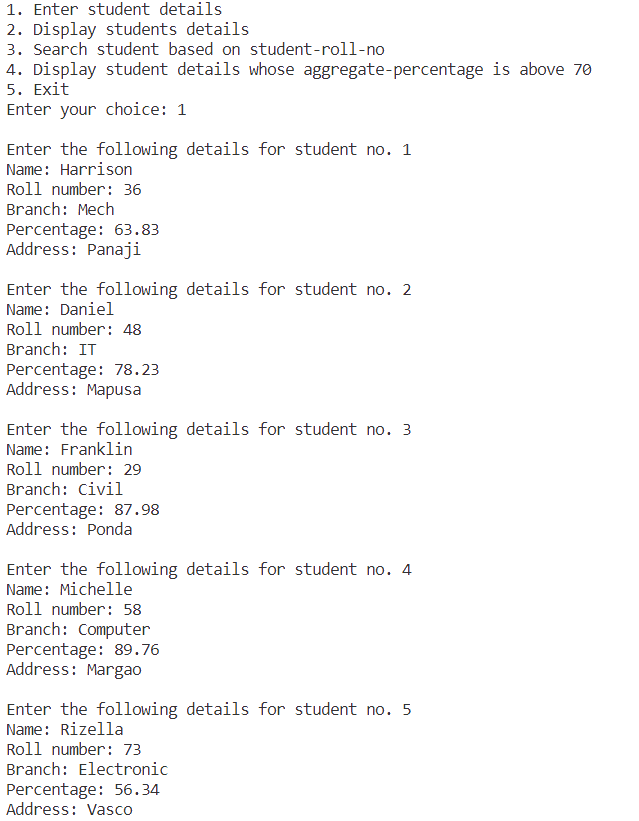 1. Enter student details
2. Display students details
3. Search student based on student-roll-no
4. Display student details whose aggregate-percentage is above 70
5. Exit
Enter your choice: 1
Enter the following details for student no. 1
Name: Harrison
Roll number: 36
Branch: Mech
Percentage: 63.83
Address: Panaji
Enter the following details for student no. 2
Name: Daniel
Roll number: 48
Branch: IT
Percentage: 78.23
Address: Mapusa
Enter the following details for student no. 3
Name: Franklin
Roll number: 29
Branch: Civil
Percentage: 87.98
Address: Ponda
Enter the following details for student no. 4
Name: Michelle
Roll number: 58
Branch: Computer
Percentage: 89.76
Address: Margao
Enter the following details for student no. 5
Name: Rizella
Roll number: 73
Branch: Electronic
Percentage: 56.34
Address: Vasco